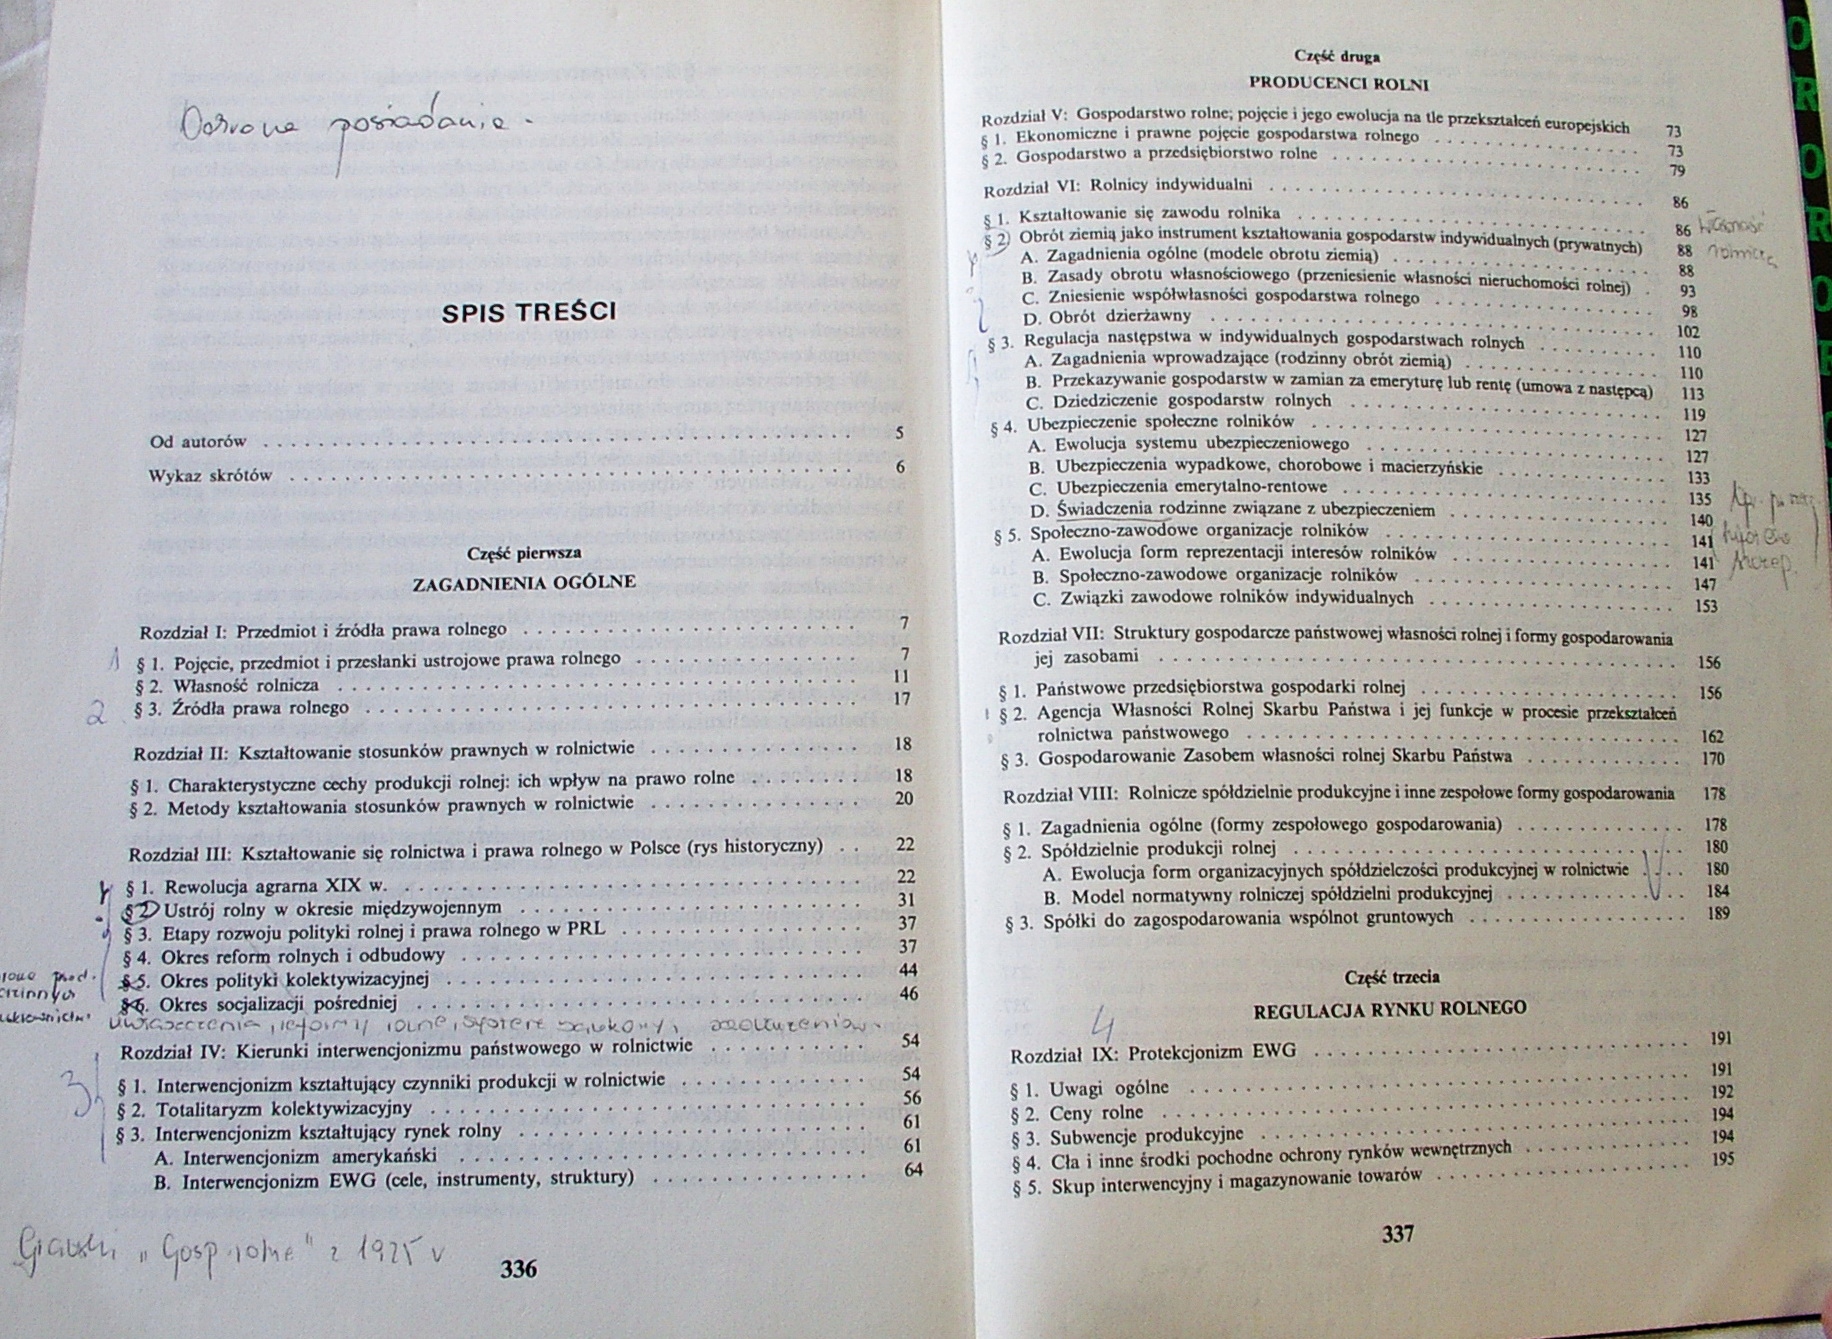 posiadanie.
SPIS TREŚCI
Od autorów . . . . . . . . . . 5
Wykaz skrótów . . . . . . . . . . 6
Część pierwsza
ZAGADNIENIA OGÓLNE
Rozdział I: Przedmiot i źródła prawa rolnego . . . . . . . . . . 7
1 § 1. Pojęcie, przedmiot i przesłanki ustrojowe prawa rolnego . . . . . . . . . . 7
§ 2. Własność rolnicza . . . . . . . . . . 11
2 § 3. Źródła prawa rolnego . . . . . . . . . . 17
Rozdział II: Kształtowanie stosunków prawnych w rolnictwie . . . . . . . . . . 18
§ 1. Charakterystyczne cechy produkcji rolnej: ich wpływ na prawo rolne . . . . . . . 18
§ 2. Metody kształtowania stosunków prawnych w rolnictwie . . . . . . . . . . 20
Rozdział III: Kształtowanie się rolnictwa i prawa rolnego w Polsce (rys historyczny) . . 22
§ 1. Rewolucja agrarna XIX w. . . . . . . . . . . 22
§ 2. Ustrój rolny w okresie międzywojennym . . . . . . . . . . 31
§ 3. Etapy rozwoju polityki rolnej i prawa rolnego w PRL . . . . . . . . . . 37
§ 4. Okres reform rolnych i odbudowy . . . . . . . . . . 37
§ 5. Okres polityki kolektywizacyjnej . . . . . . . . . . 44
§ 6. Okres socjalizacji pośredniej . . . . . . . . . . 46
Rozdział IV: Kierunki interwencjonizmu państwowego w rolnictwie . . . . . . . . . . 54
3 § 1. Interwencjonizm kształtujący czynniki produkcji w rolnictwie . . . . . . . . . . 54
§ 2. Totalitaryzm kolektywizacyjny . . . . . . . . . . 56
§ 3. Interwencjonizm kształtujący rynek rolny . . . . . . . . . . 61
A. Interwencjonizm amerykański . . . . . . . . . . 61
B. Interwencjonizm EWG (cele, instrumenty, struktury) . . . . . . . . . . 64
Grabski „Gosp. rolne" z 1925 r
336
Część druga
PRODUCENCI ROLNI
Rozdział V: Gospodarstwo rolne; pojęcie i jego ewolucja na tle przekształceń europejskich 73
§ 1. Ekonomiczne i prawne pojęcie gospodarstwa rolnego . . . . . . . . . . 73
§ 2. Gospodarstwo a przedsiębiorstwo rolne . . . . . . . . . . 79
Rozdział VI: Rolnicy indywidualni . . . . . . . . . . 86
§ 1. Kształtowanie się zawodu rolnika . . . . . . . . . . 86 Własność
§ 2. Obrót ziemią jako instrument kształtowania gospodarstw indywidualnych (prywatnych) 88
A. Zagadnienia ogólne (modele obrotu ziemią) . . . . . . . . . . 88
B. Zasady obrotu własnościowego (przeniesienie własności nieruchomości rolnej) . 93
C. Zniesienie współwłasności gospodarstwa rolnego . . . . . . . . . . 98
D. Obrót dzierżawny . . . . . . . . . . 102
§ 3. Regulacja następstwa w indywidualnych gospodarstwach rolnych . . . . . . . . . . 110
A. Zagadnienia wprowadzające (rodzinny obrót ziemią) . . . . . . . . . . 110
B. Przekazywanie gospodarstw w zamian za emeryturę lub rentę (umowa z następcą) 113
C. Dziedziczenie gospodarstw rolnych . . . . . . . . . . 119
§ 4. Ubezpieczenie społeczne rolników . . . . . . . . . . 127
A. Ewolucja systemu ubezpieczeniowego . . . . . . . . . . 127
B. Ubezpieczenia wypadkowe, chorobowe i macierzyńskie . . . . . . . . . . 133
C. Ubezpieczenia emerytalno-rentowe . . . . . . . . . . 135
D. Świadczenia rodzinne związane z ubezpieczeniem . . . . . . . . . . 140
§ 5. Społeczno-zawodowe organizacje rolników . . . . . . . . . . 141
A. Ewolucja form reprezentacji interesów rolników . . . . . . . . . . 141
B. Społeczno-zawodowe organizacje rolników . . . . . . . . . . 147
C. Związki zawodowe rolników indywidualnych . . . . . . . . . . 153
Rozdział VII: Struktury gospodarcze państwowej własności rolnej i formy gospodarowania
jej zasobami . . . . . . . . . . 156
§ 1. Państwowe przedsiębiorstwa gospodarki rolnej . . . . . . . . . . 156
§ 2. Agencja Własności Rolnej Skarbu Państwa i jej funkcje w procesie przekształceń
rolnictwa państwowego . . . . . . . . . . 162
§ 3. Gospodarowanie Zasobem własności rolnej Skarbu Państwa . . . . . . . . . . 170
Rozdział VIII: Rolnicze spółdzielnie produkcyjne i inne zespołowe formy gospodarowania 178
§ 1. Zagadnienia ogólne (formy zespołowego gospodarowania) . . . . . . . . . . 178
§ 2. Spółdzielnie produkcji rolnej . . . . . . . . . . 180
A. Ewolucja form organizacyjnych spółdzielczości produkcyjnej w rolnictwie . . . . 180
B. Model normatywny rolniczej spółdzielni produkcyjnej . . . . . . . . . . 184
§ 3. Spółki do zagospodarowania wspólnot gruntowych . . . . . . . . . . 189
Część trzecia
REGULACJA RYNKU ROLNEGO
4
Rozdział IX: Protekcjonizm EWG . . . . . . . . . . 191
§ 1. Uwagi ogólne . . . . . . . . . . 191
§ 2. Ceny rolne . . . . . . . . . . 192
§ 3. Subwencje produkcyjne . . . . . . . . . . 194
§ 4. Cła i inne środki pochodne ochrony rynków wewnętrznych . . . . . . . . . . 194
§ 5. Skup interwencyjny i magazynowanie towarów . . . . . . . . . . 195
337